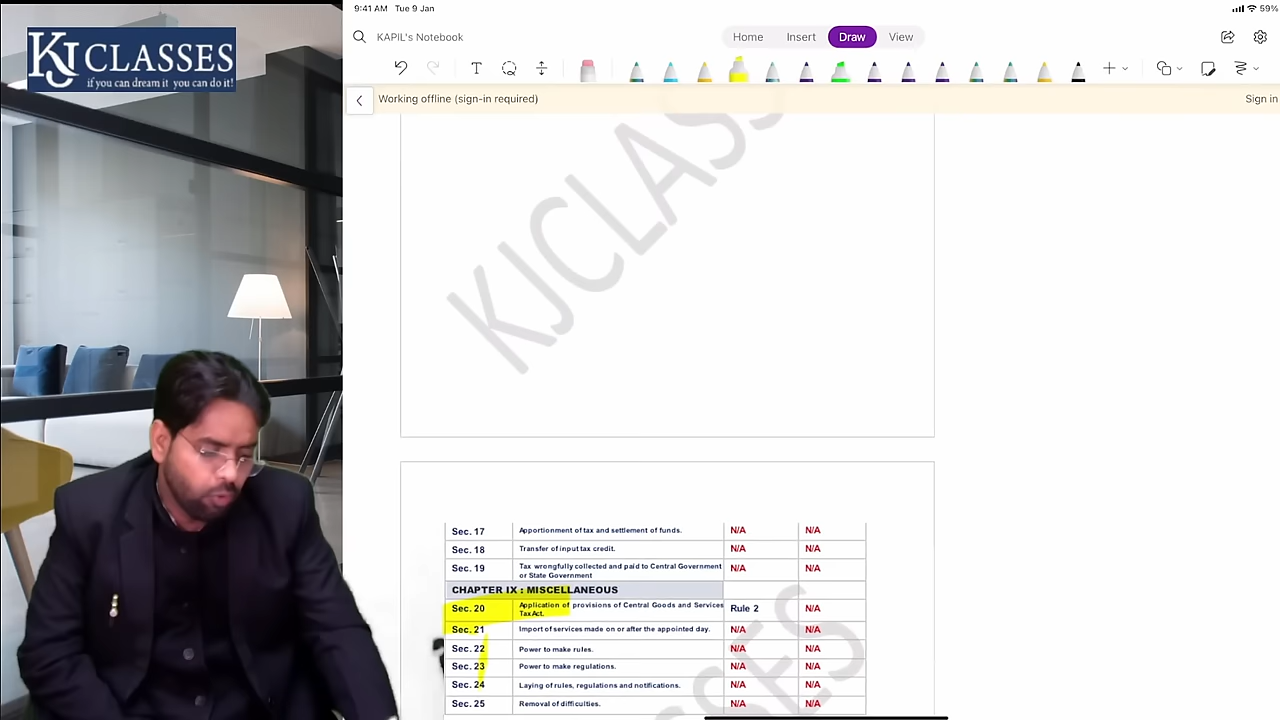 KJ CLASSES
if you can dream it you can do it!
9:41 AM Tue 9 Jan
59%
KAPIL's Notebook
Home Insert Draw View
T
Working offline (sign-in required)
Sign in
KJCLASS
Sec. 17 Apportionment of tax and settlement of funds. N/A N/A
Sec. 18 Transfer of input tax credit. N/A N/A
Sec. 19 Tax wrongfully collected and paid to Central Government
or State Government N/A N/A
CHAPTER IX : MISCELLANEOUS
Sec. 20 Application of provisions of Central Goods and Services
Tax Act. Rule 2 N/A
Sec. 21 Import of services made on or after the appointed day. N/A N/A
Sec. 22 Power to make rules. N/A N/A
Sec. 23 Power to make regulations. N/A N/A
Sec. 24 Laying of rules, regulations and notifications. N/A N/A
Sec. 25 Removal of difficulties. N/A N/A
SSES